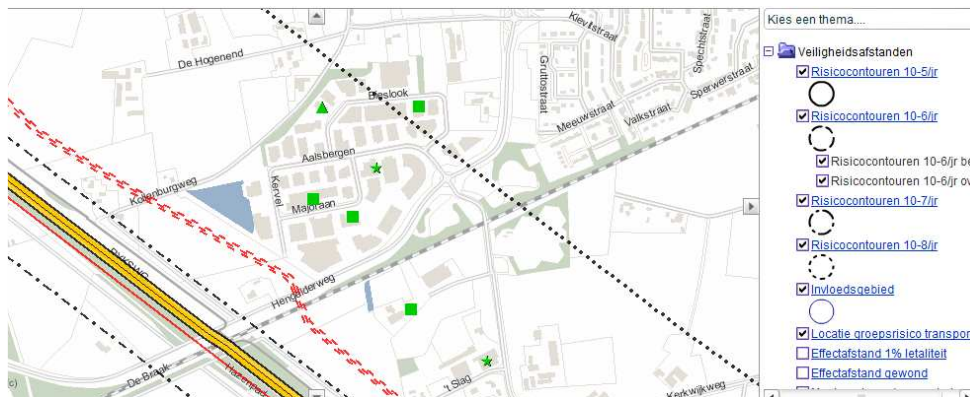 De Hogenend
Kievitstraat
Gruttostraat
Spechtstraat
Sperwerstraat
Bieslook
Meeuwstraat
Valkstraat
Aalsbergen
Kervel
Majoraan
Kolenburgweg
Hengelderweg
De Braak
Hazenpad
't Slag
Kerkwijkweg
Kies een thema....
Veiligheidsafstanden
Risicocontouren 10-5/jr
Risicocontouren 10-6/jr
Risicocontouren 10-6/jr be
Risicocontouren 10-6/jr ov
Risicocontouren 10-7/jr
Risicocontouren 10-8/jr
Invloedsgebied
Locatie groepsrisico transpor
Effectafstand 1% letaliteit
Effectafstand gewond